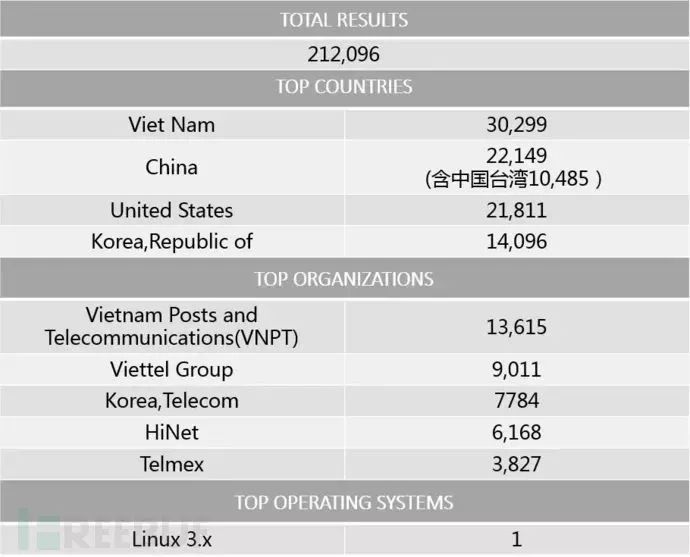 TOTAL RESULTS
212,096
TOP COUNTRIES
Viet Nam 30,299
China 22,149
(含中国台湾10,485 )
United States 21,811
Korea,Republic of 14,096
TOP ORGANIZATIONS
Vietnam Posts and
Telecommunications(VNPT) 13,615
Viettel Group 9,011
Korea,Telecom 7784
HiNet 6,168
Telmex 3,827
TOP OPERATING SYSTEMS
Linux 3.x 1